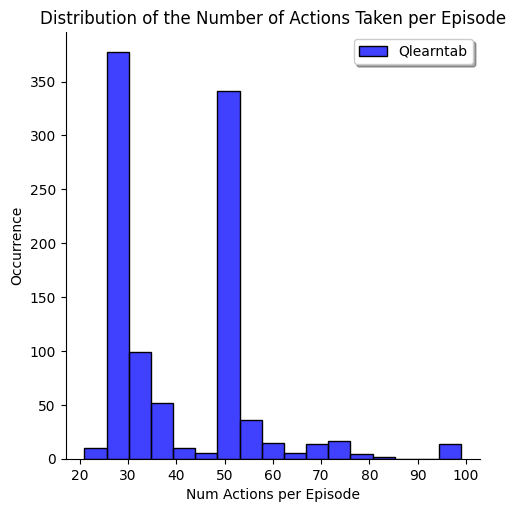 Distribution of the Number of Actions Taken per Episode
Qlearntab
350
300
250
200
150
100
50
0
Occurrence
20 30 40 50 60 70 80 90 100
Num Actions per Episode